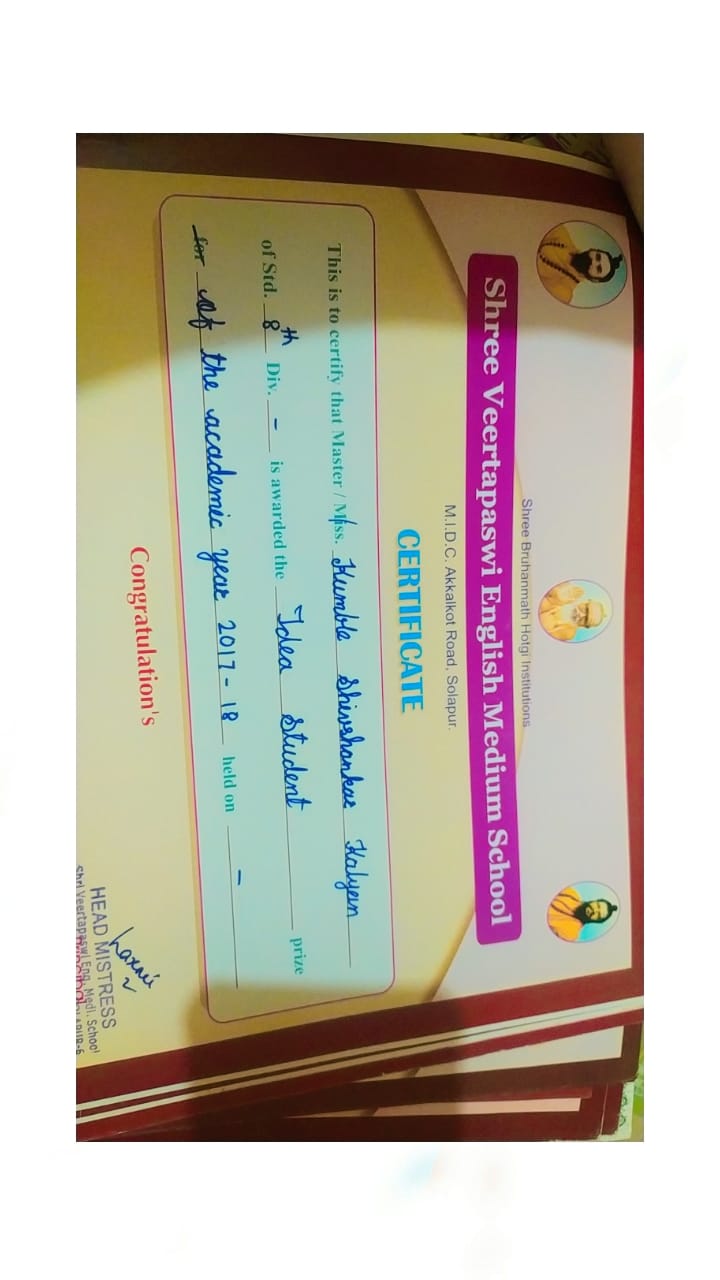 Shree Bruhanmath Hotgi Institutions
Shree Veertapaswi English Medium School
M.I.D.C. Akkalkot Road, Solapur.
CERTIFICATE
This is to certify that Master / Miss. Kumble Shivshankar Kalyan
of Std. 8th Div. - is awarded the Idea Student prize
for of the academic year 2017-18 held on -
Congratulation's
HEAD MISTRESS
Shri Veertapaswi Eng. Medi. School
Principal